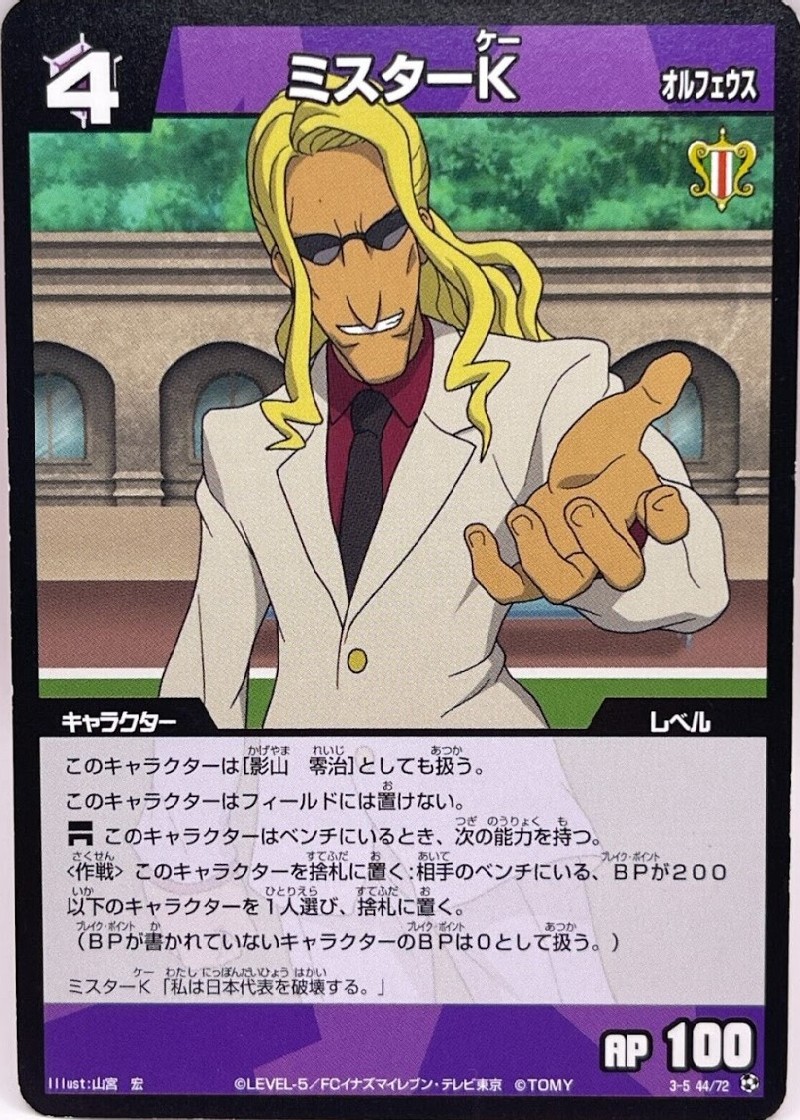 4
ミスターK
ケー
オルフェウス
キャラクター
レベル
このキャラクターは[影山 零治]としても扱う。
かげやま れいじ あつか
このキャラクターはフィールドには置けない。
お
このキャラクターはベンチにいるとき、次の能力を持つ。
つぎ のうりょく も
〈作戦〉このキャラクターを捨札に置く:相手のベンチにいる、BPが200
さくせん すてふだ お あいて ブレイク・ポイント
以下のキャラクターを1人選び、捨札に置く。
いか ひとりえら すてふだ お
(BPが書かれていないキャラクターのBPは0として扱う。)
ブレイク・ポイント か ブレイク・ポイント あつか
ミスターK「私は日本代表を破壊する。」
ケー わたし にっぽんだいひょう はかい
AP 100
Illust:山宮 宏
©LEVEL-5/FCイナズマイレブン・テレビ東京 ©TOMY
3-5 44/72